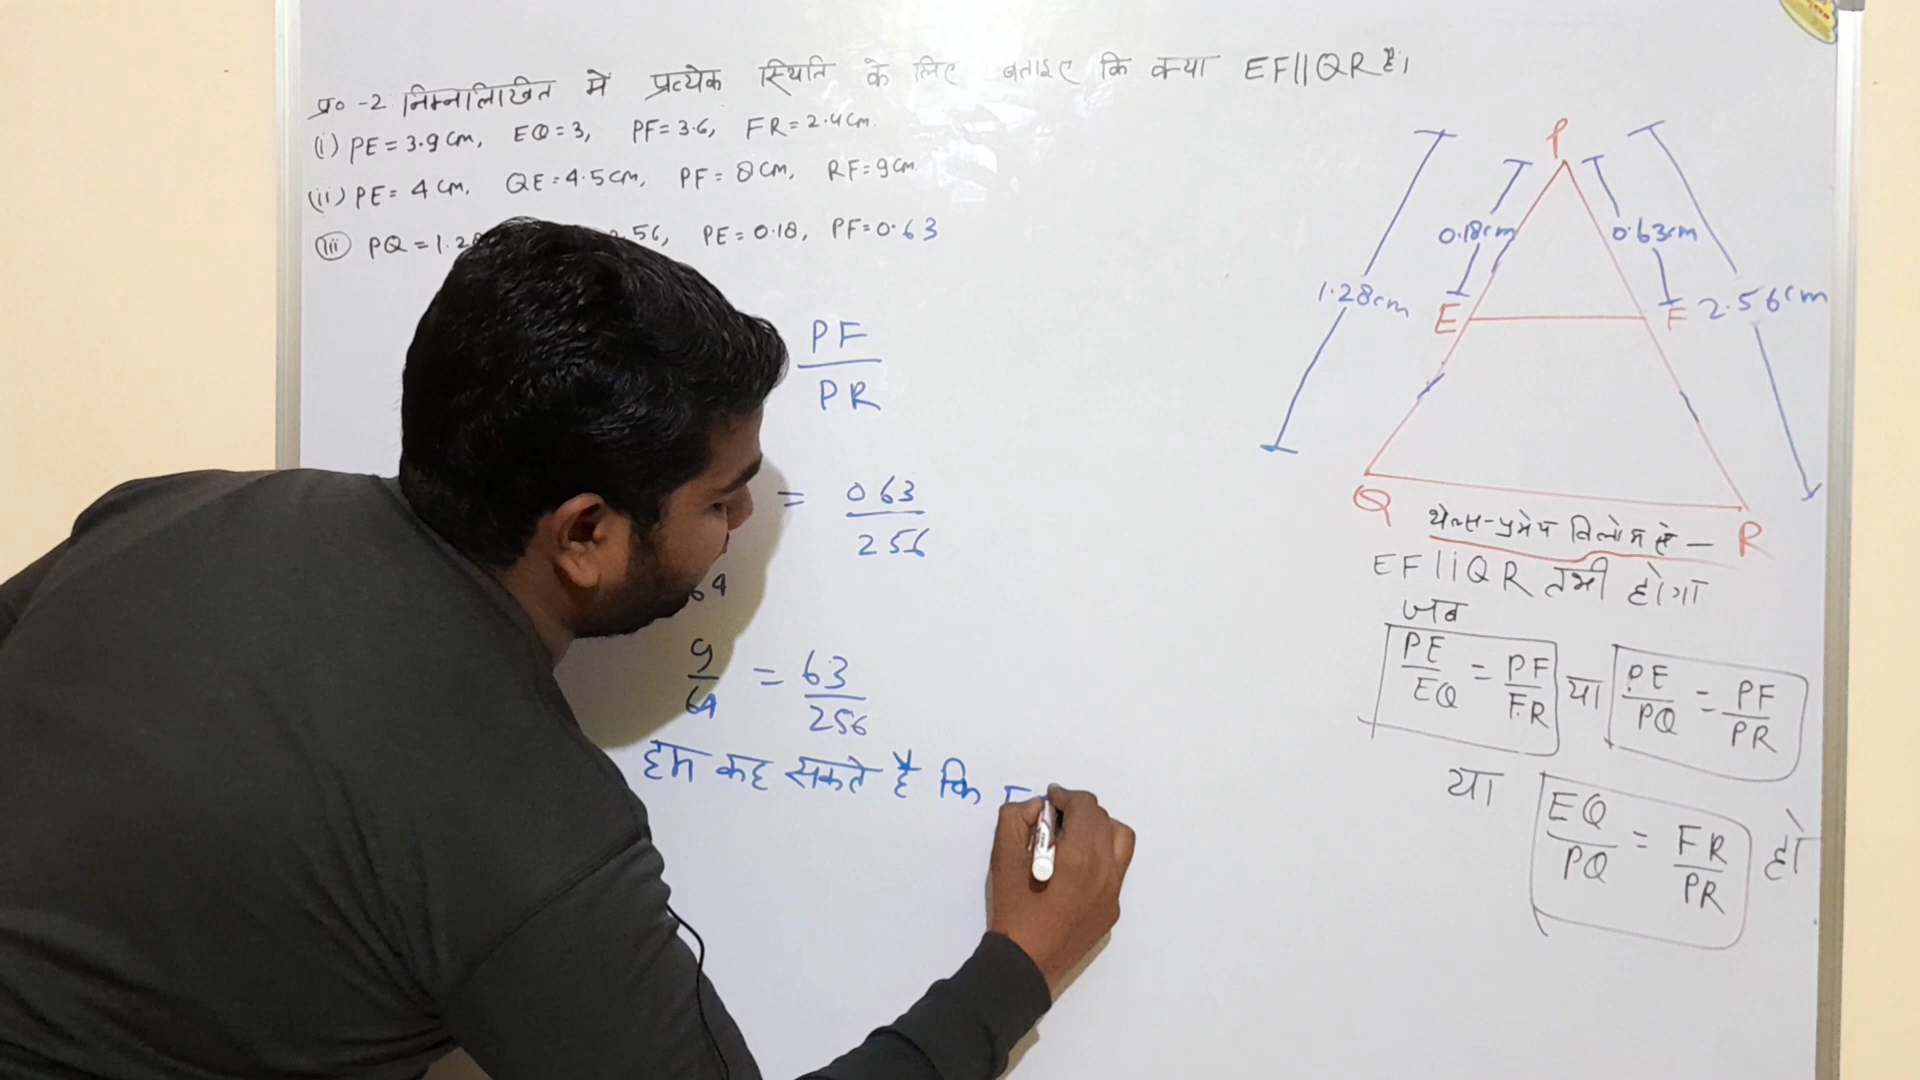 प्र० -2 निम्नलिखित में प्रत्येक स्थिति के लिए बताइए कि क्या EF||QR है।
(i) PE = 3.9 cm, EQ = 3, PF = 3.6, FR = 2.4 cm.
(ii) PE = 4 cm, QE = 4.5 cm, PF = 8 cm, RF = 9 cm.
(iii) PQ = 1.28 .56, PE = 0.18, PF = 0.63
P
0.18cm 0.63cm
1.28cm 2.56cm
E F
Q R
PF
PR
= 063
256
64
9 = 63
64 256
हम कह सकते है कि
थेल्स-प्रमेय विलोम से —
EF||QR तभी होगा
जब
PE = PF या PE = PF
EQ FR PQ PR
या EQ = FR हो
PQ PR